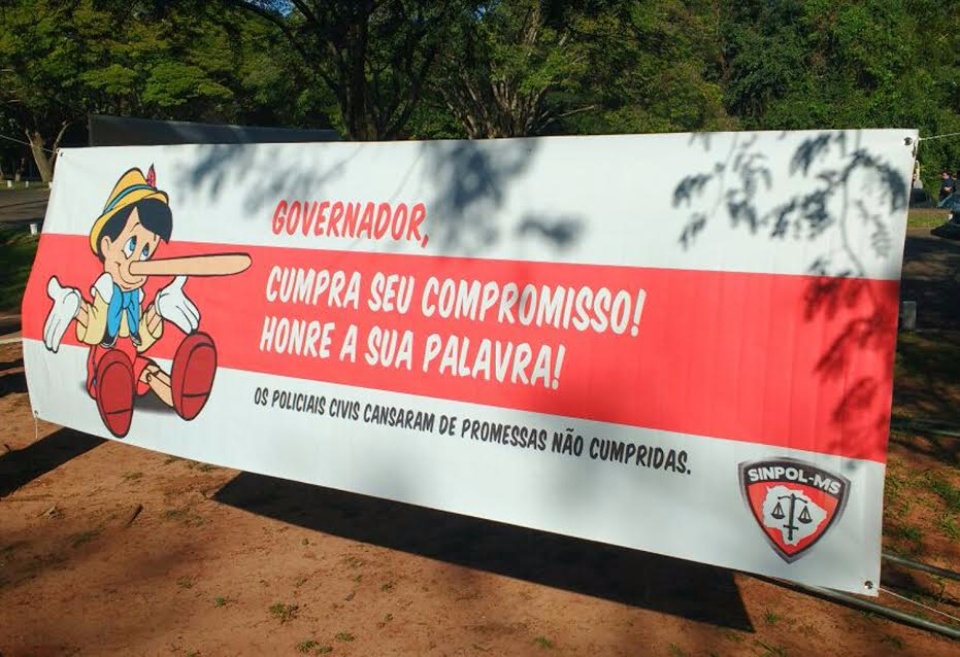 GOVERNADOR,
CUMPRA SEU COMPROMISSO!
HONRE A SUA PALAVRA!
OS POLICIAIS CIVIS CANSARAM DE PROMESSAS NÃO CUMPRIDAS.
SINPOL-MS